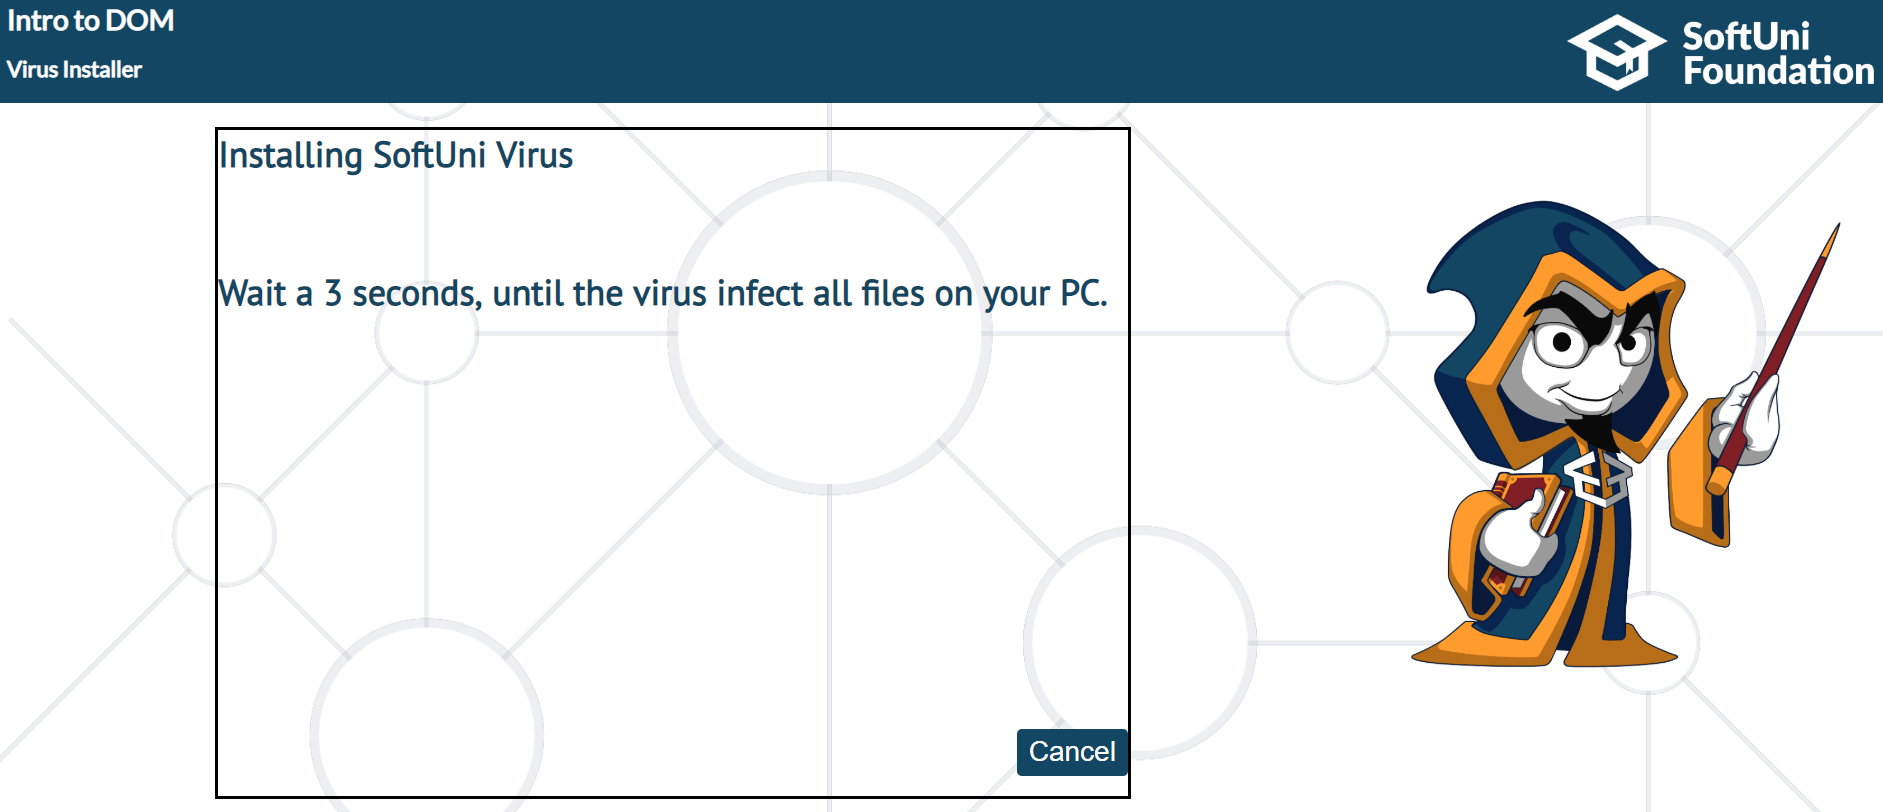 Intro to DOM
Virus Installer
SoftUni
Foundation
Installing SoftUni Virus
Wait a 3 seconds, until the virus infect all files on your PC.
Cancel